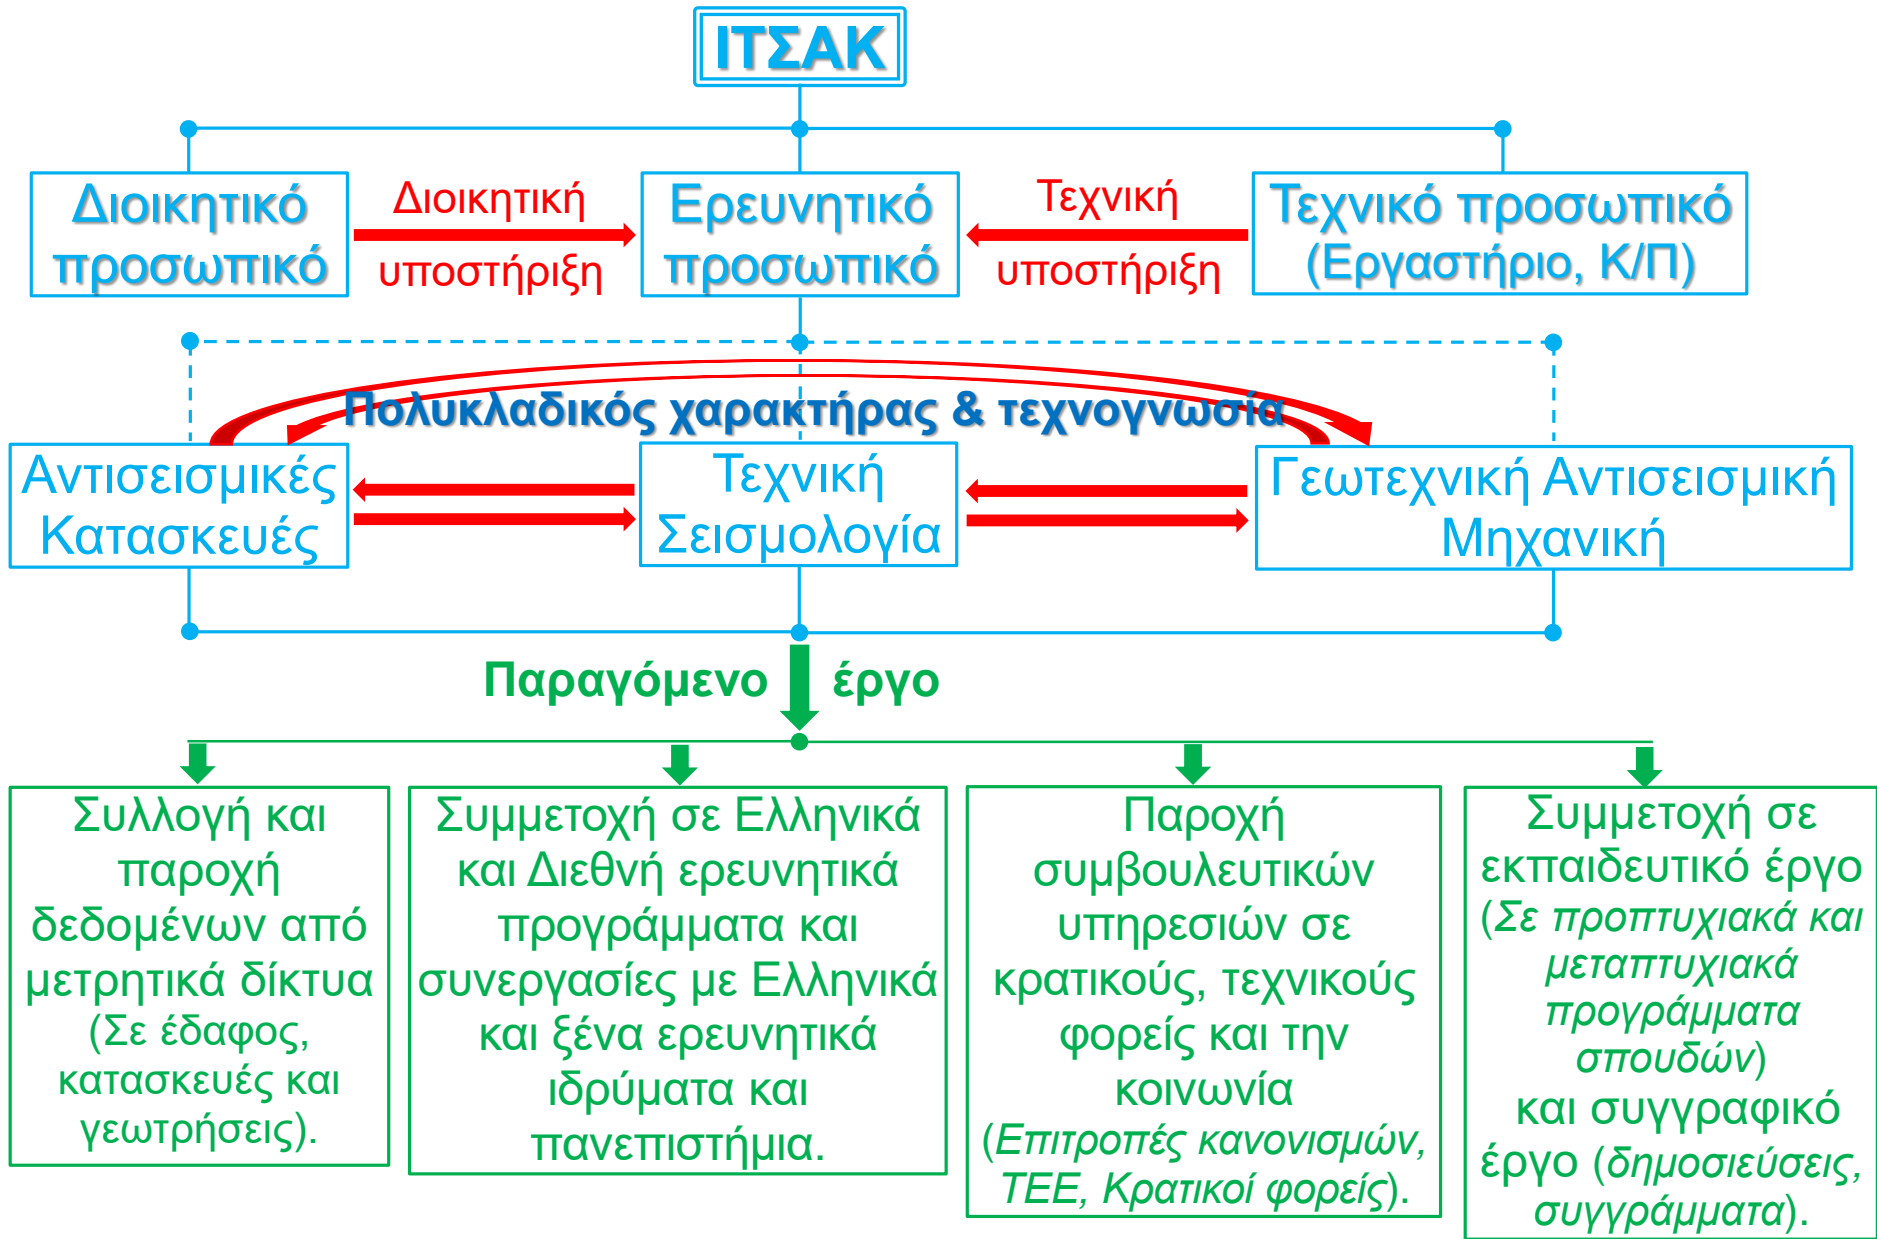 ΙΤΣΑΚ
Διοικητικό
προσωπικό
Διοικητική
υποστήριξη
Ερευνητικό
προσωπικό
Τεχνική
υποστήριξη
Τεχνικό προσωπικό
(Εργαστήριο, Κ/Π)
Πολυκλαδικός χαρακτήρας & τεχνογνωσία
Αντισεισμικές
Κατασκευές
Τεχνική
Σεισμολογία
Γεωτεχνική Αντισεισμική
Μηχανική
Παραγόμενο έργο
Συλλογή και
παροχή
δεδομένων από
μετρητικά δίκτυα
(Σε έδαφος,
κατασκευές και
γεωτρήσεις).
Συμμετοχή σε Ελληνικά
και Διεθνή ερευνητικά
προγράμματα και
συνεργασίες με Ελληνικά
και ξένα ερευνητικά
ιδρύματα και
πανεπιστήμια.
Παροχή
συμβουλευτικών
υπηρεσιών σε
κρατικούς, τεχνικούς
φορείς και την
κοινωνία
(Επιτροπές κανονισμών,
ΤΕΕ, Κρατικοί φορείς).
Συμμετοχή σε
εκπαιδευτικό έργο
(Σε προπτυχιακά και
μεταπτυχιακά
προγράμματα
σπουδών)
και συγγραφικό
έργο (δημοσιεύσεις,
συγγράμματα).